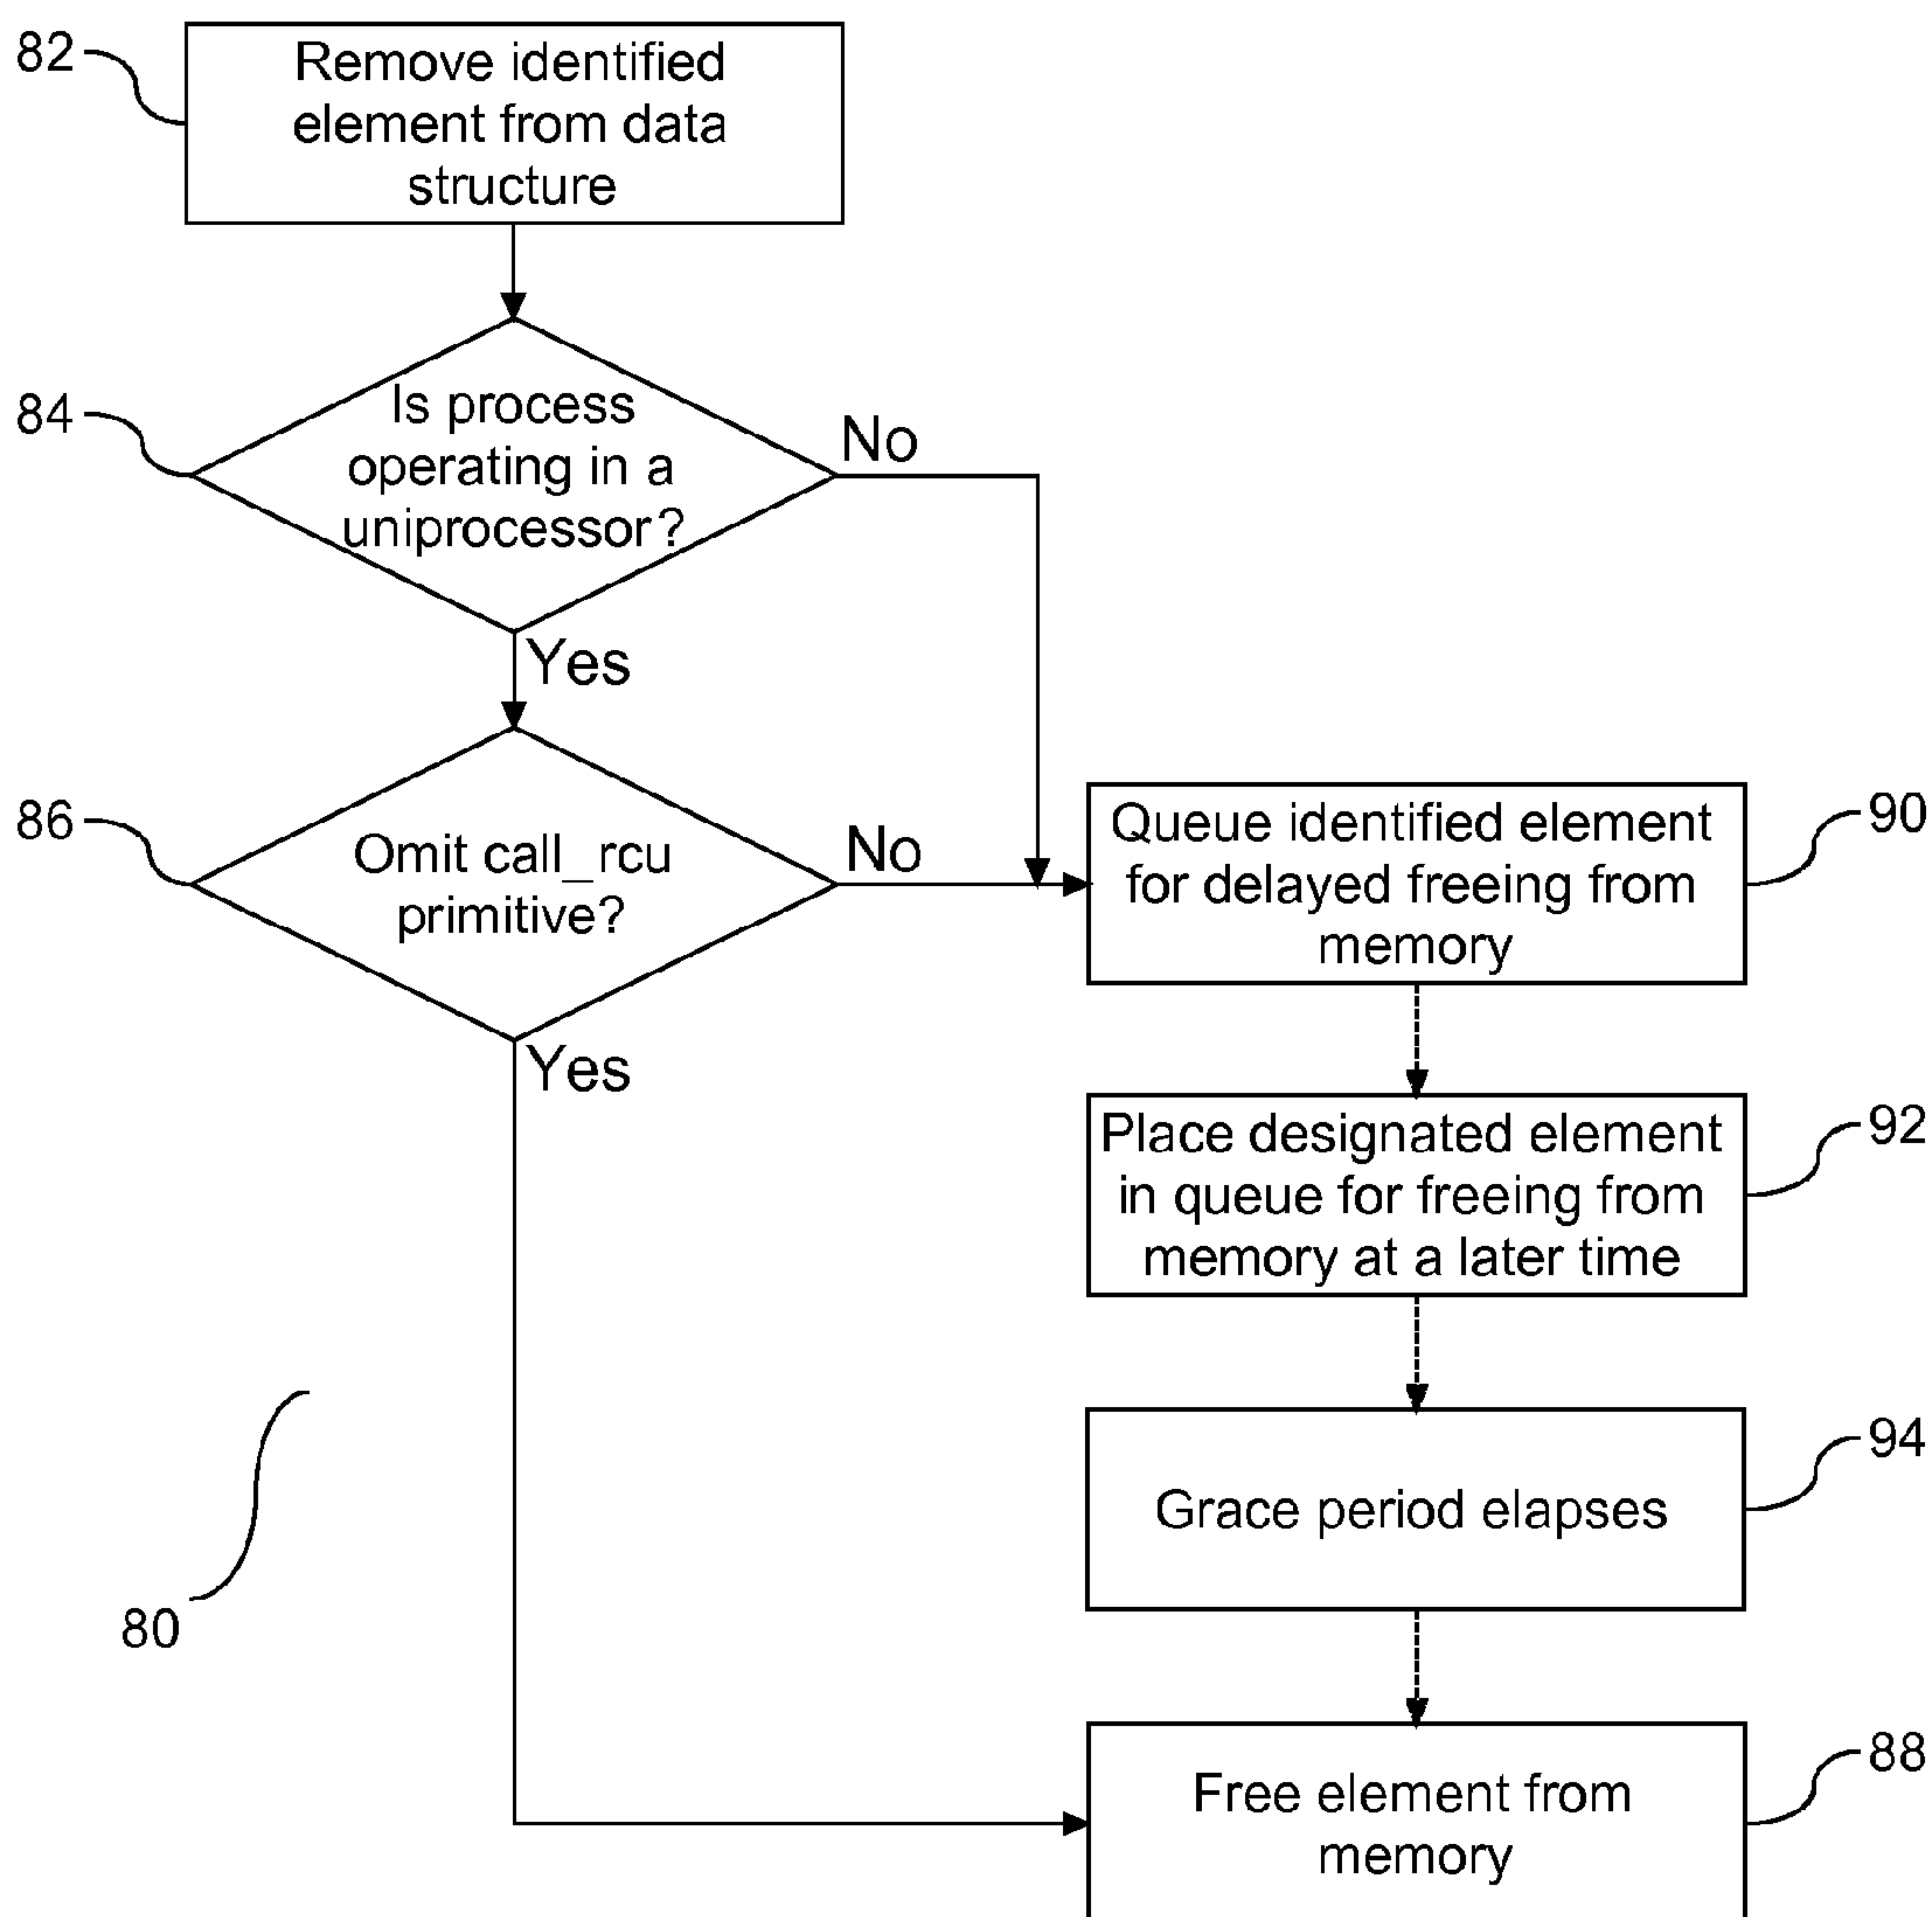 82
Remove identified
element from data
structure
84
Is process
operating in a
uniprocessor?
No
Yes
86
Omit call_rcu
primitive?
No
Yes
Queue identified element
for delayed freeing from
memory
90
Place designated element
in queue for freeing from
memory at a later time
92
Grace period elapses
94
80
Free element from
memory
88